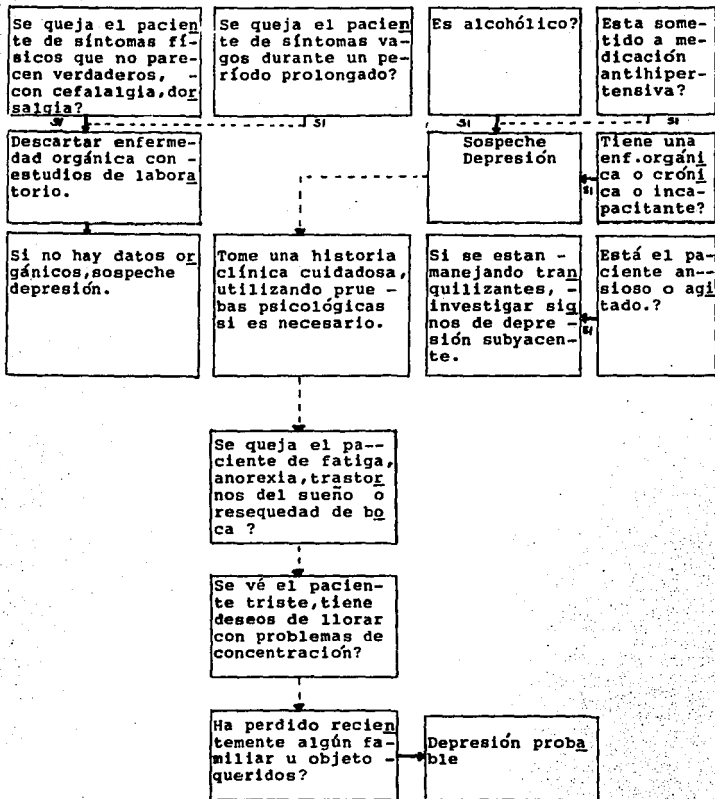 Se queja el pacien
te de síntomas fí-
sicos que no pare-
cen verdaderos, -
con cefalalgia,dor
salgia?
Se queja el pacien
te de síntomas va-
gos durante un pe-
ríodo prolongado?
Es alcohólico?
Esta some-
tido a me-
dicación
antihiper-
tensiva?
SI
SI
SI
SI
Descartar enferme-
dad orgánica con -
estudios de labora
torio.
Sospeche
Depresión
SI
Tiene una
enf.orgáni
ca o cróni
ca o inca-
pacitante?
Si no hay datos or
gánicos,sospeche
depresión.
Tome una historia
clínica cuidadosa,
utilizando prue -
bas psicológicas
si es necesario.
Si se estan -
manejando tran
quilizantes, -
investigar sig
nos de depre -
sión subyacen-
te.
SI
Está el pa-
ciente an--
sioso o agi
tado.?
Se queja el pa--
ciente de fatiga,
anorexia,trastor
nos del sueño o
resequedad de bo
ca ?
Se vé el pacien-
te triste,tiene
deseos de llorar
con problemas de
concentración?
Ha perdido recien
temente algún fa-
miliar u objeto -
queridos?
Depresión proba
ble